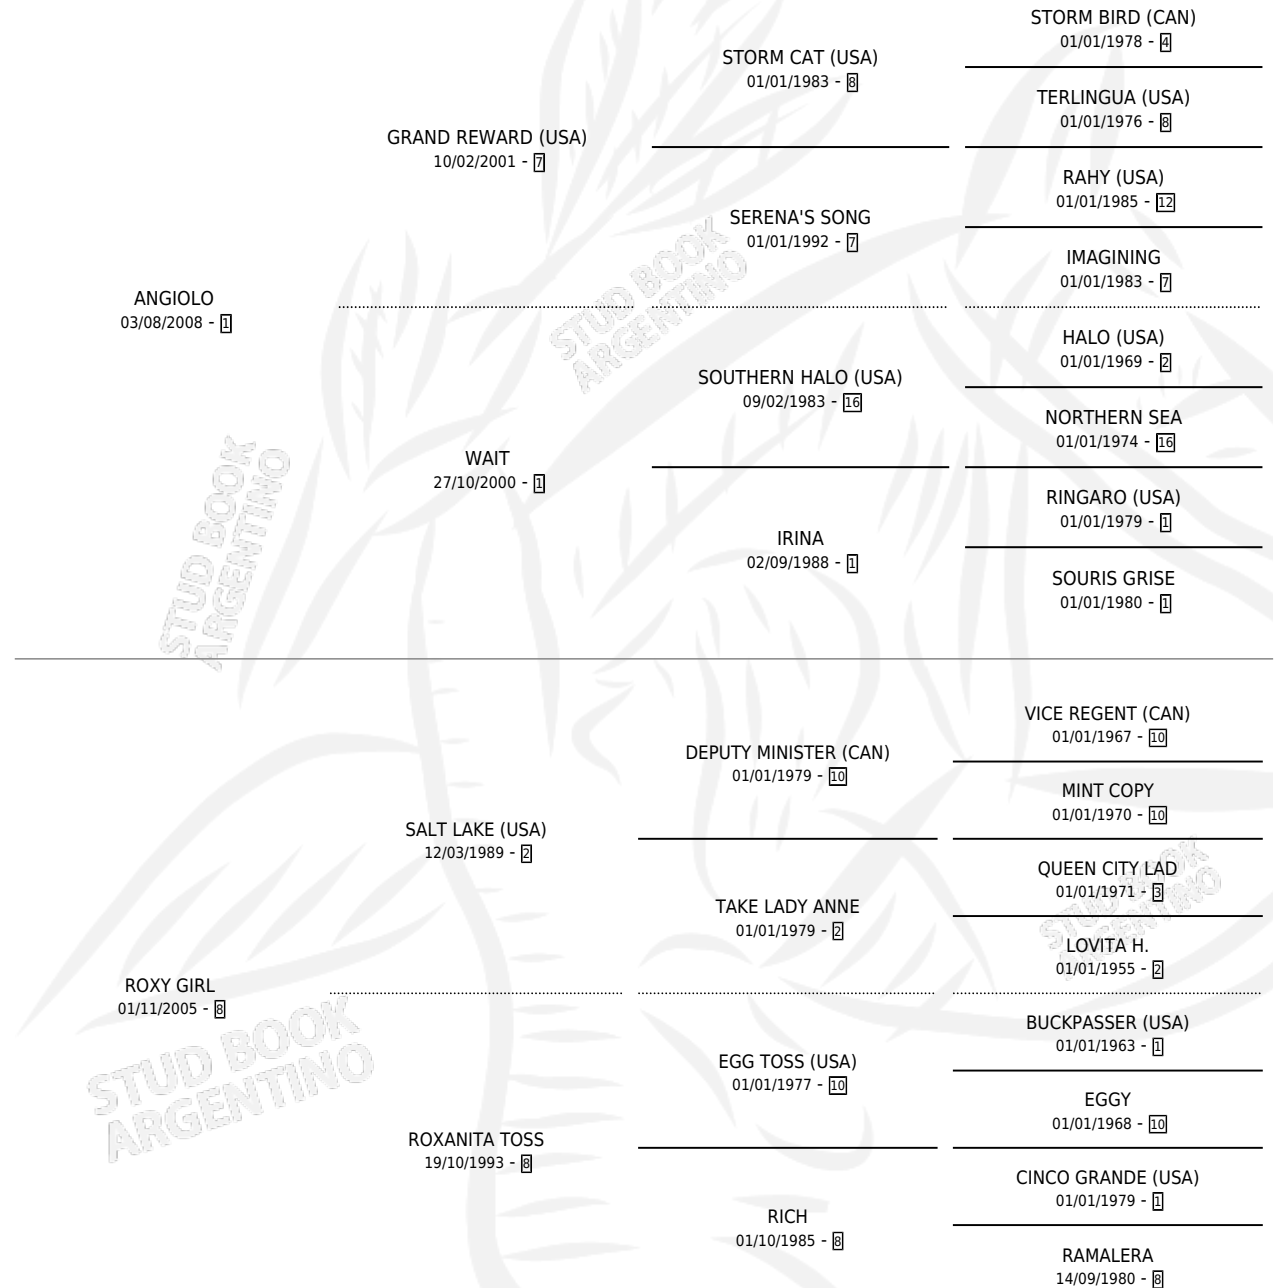 STORM BIRD (CAN)
01/01/1978 - 4
STORM CAT (USA)
01/01/1983 - 8
TERLINGUA (USA)
01/01/1976 - 8
GRAND REWARD (USA)
10/02/2001 - 7
RAHY (USA)
01/01/1985 - 12
SERENA'S SONG
01/01/1992 - 7
IMAGINING
01/01/1983 - 7
ANGIOLO
03/08/2008 - 1
HALO (USA)
01/01/1969 - 2
SOUTHERN HALO (USA)
09/02/1983 - 16
NORTHERN SEA
01/01/1974 - 16
WAIT
27/10/2000 - 1
RINGARO (USA)
01/01/1979 - 1
IRINA
02/09/1988 - 1
SOURIS GRISE
01/01/1980 - 1
VICE REGENT (CAN)
01/01/1967 - 10
DEPUTY MINISTER (CAN)
01/01/1979 - 10
MINT COPY
01/01/1970 - 10
SALT LAKE (USA)
12/03/1989 - 2
QUEEN CITY LAD
01/01/1971 - 3
TAKE LADY ANNE
01/01/1979 - 2
LOVITA H.
01/01/1955 - 2
ROXY GIRL
01/11/2005 - 8
BUCKPASSER (USA)
01/01/1963 - 1
EGG TOSS (USA)
01/01/1977 - 10
EGGY
01/01/1968 - 10
ROXANITA TOSS
19/10/1993 - 8
CINCO GRANDE (USA)
01/01/1979 - 1
RICH
01/10/1985 - 8
RAMALERA
14/09/1980 - 8
STUD BOOK
ARGENTINO
STUD BOOK
ARGENTINO
STUD BOOK
ARGENTINO
STUD BOOK
ARGENTINO